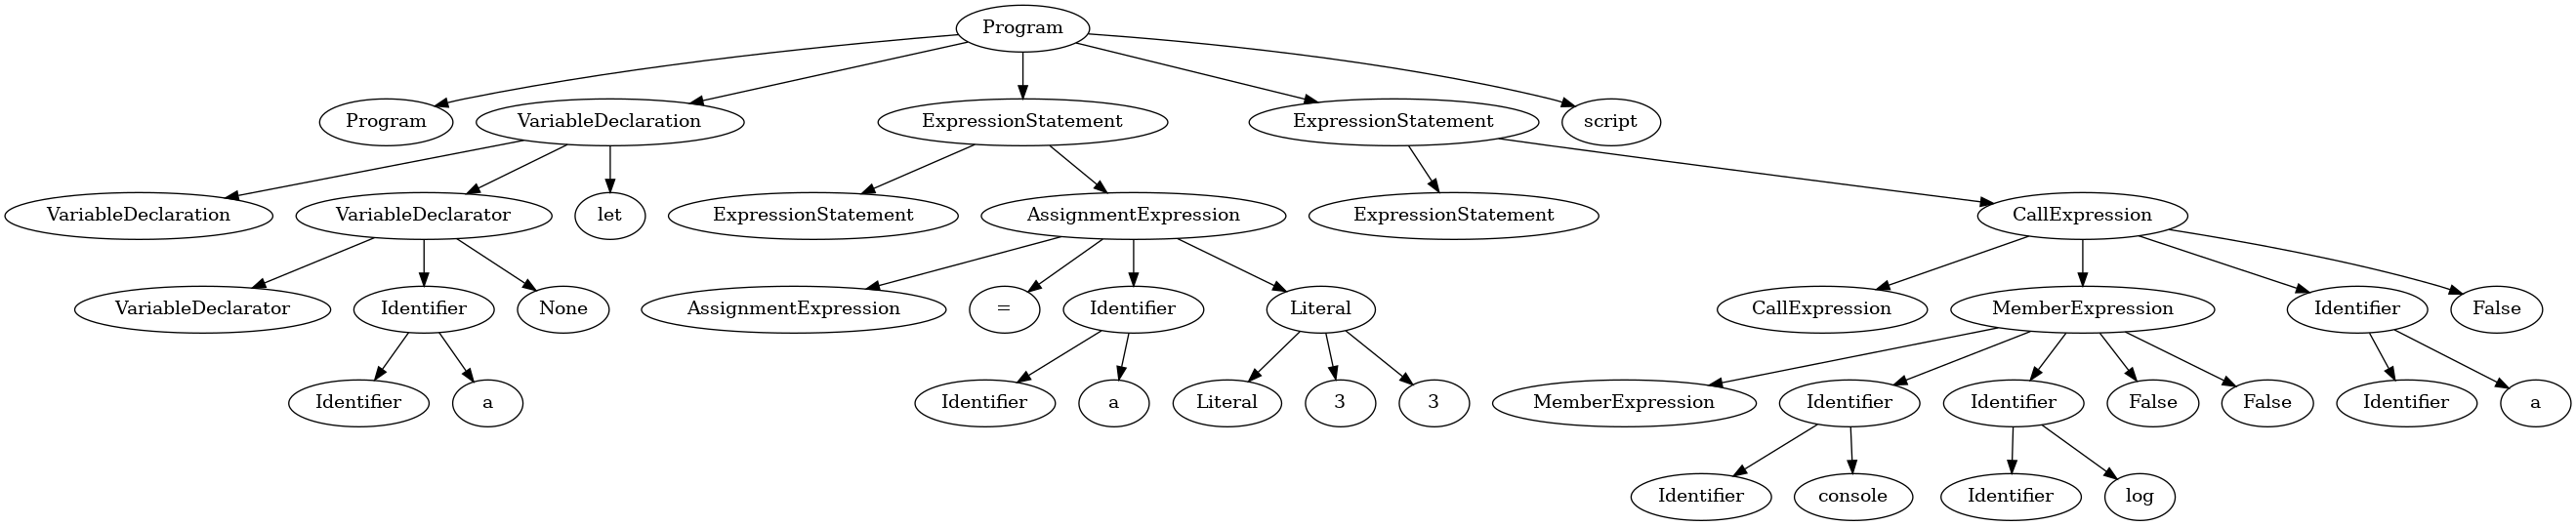 Program
Program VariableDeclaration ExpressionStatement ExpressionStatement script
VariableDeclaration VariableDeclarator let ExpressionStatement AssignmentExpression ExpressionStatement CallExpression
VariableDeclarator Identifier None AssignmentExpression = Identifier Literal CallExpression MemberExpression Identifier False
Identifier a Identifier a Literal 3 3 MemberExpression Identifier Identifier False False Identifier a
Identifier console Identifier log